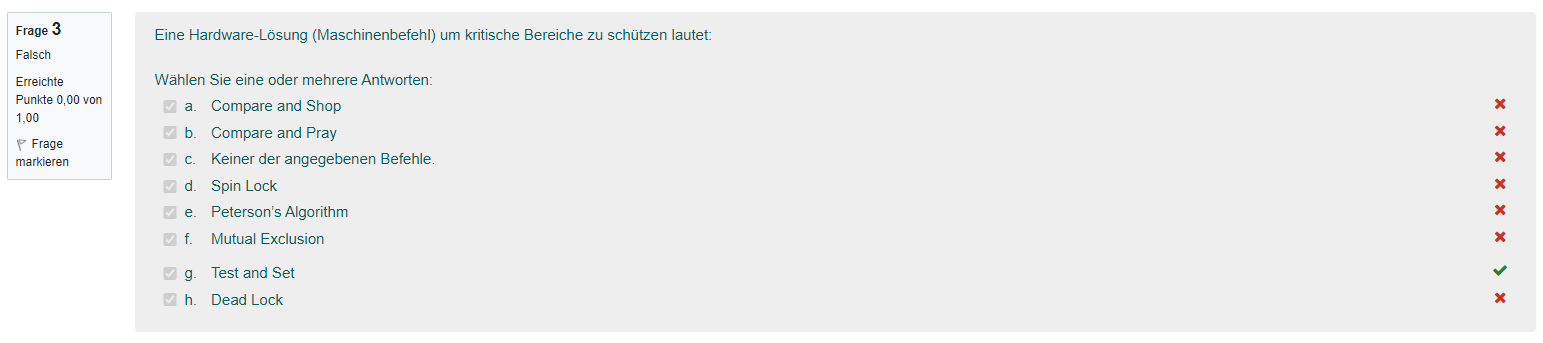 Frage 3
Falsch
Erreichte
Punkte 0,00 von
1,00
Frage
markieren
Eine Hardware-Lösung (Maschinenbefehl) um kritische Bereiche zu schützen lautet:
Wählen Sie eine oder mehrere Antworten:
a. Compare and Shop
b. Compare and Pray
c. Keiner der angegebenen Befehle.
d. Spin Lock
e. Peterson’s Algorithm
f. Mutual Exclusion
g. Test and Set
h. Dead Lock